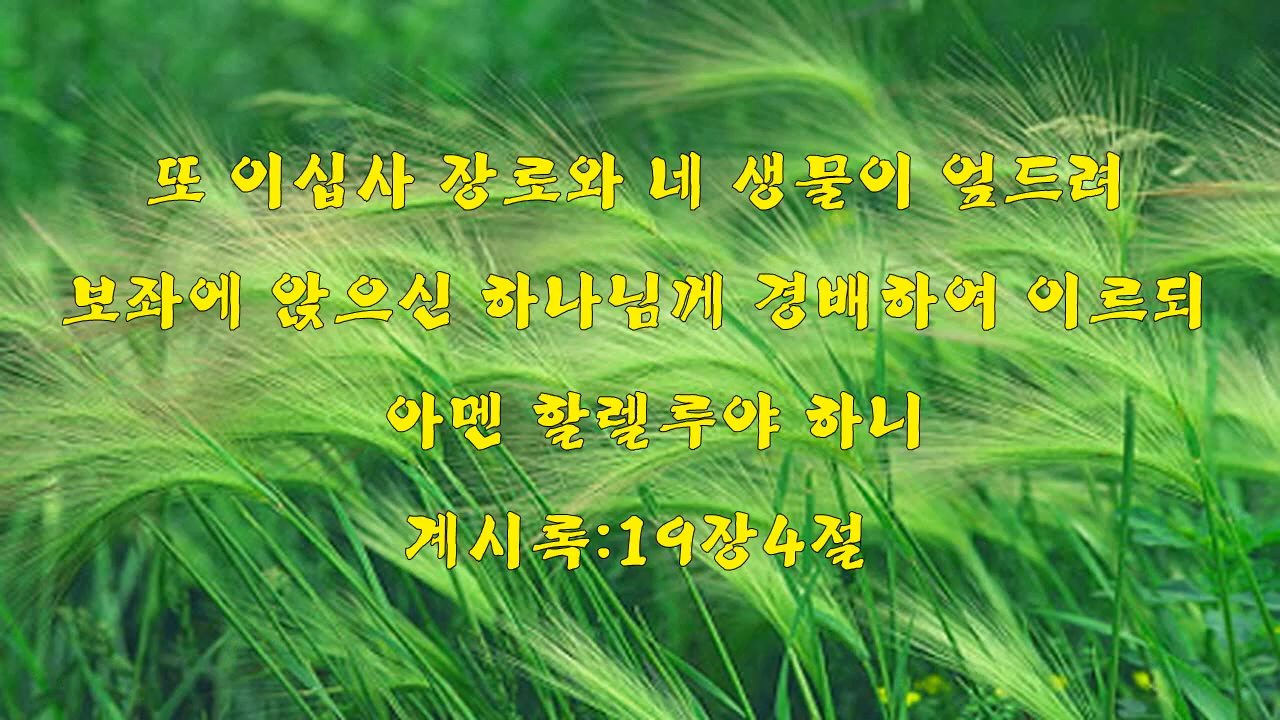 또 이십사 장로와 네 생물이 엎드려
보좌에 앉으신 하나님께 경배하여 이르되
아멘 할렐루야 하니
계시록:19장4절